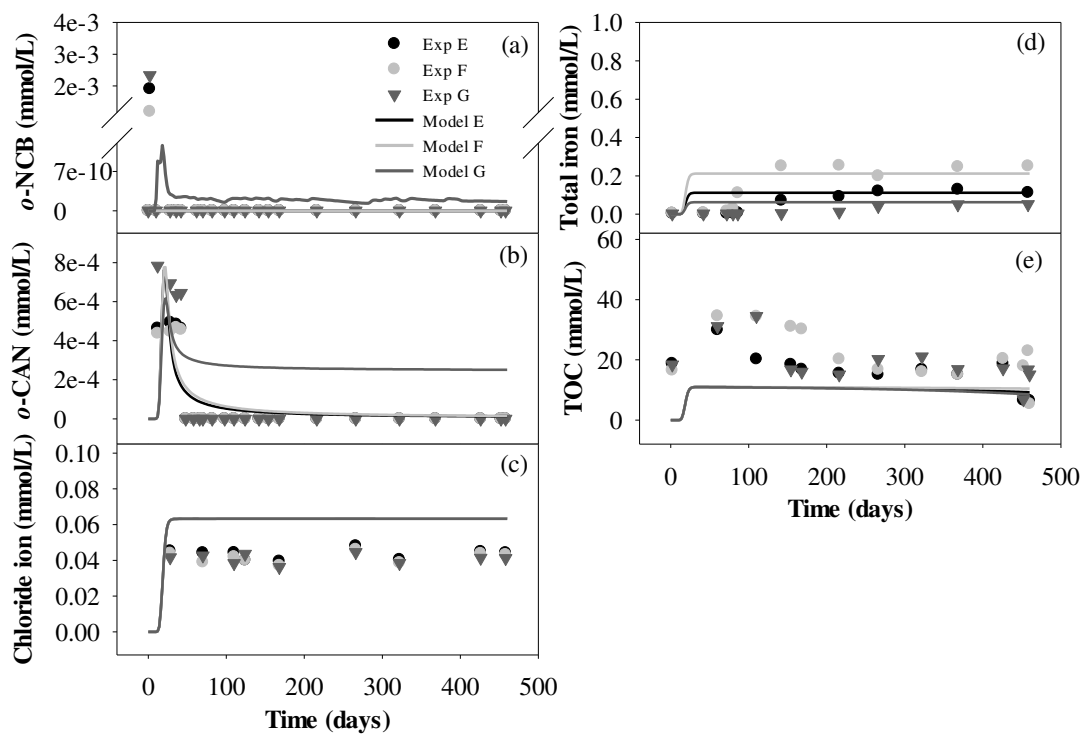 o-NCB (mmol/L)
4e-3
3e-3
2e-3
7e-10
0
(a)
Exp E
Exp F
Exp G
Model E
Model F
Model G
o-CAN (mmol/L)
8e-4
6e-4
4e-4
2e-4
0
(b)
Chloride ion (mmol/L)
0.10
0.08
0.06
0.04
0.02
0.00
(c)
0 100 200 300 400 500
Time (days)
Total iron (mmol/L)
1.0
0.8
0.6
0.4
0.2
0.0
(d)
TOC (mmol/L)
60
40
20
0
(e)
0 100 200 300 400 500
Time (days)